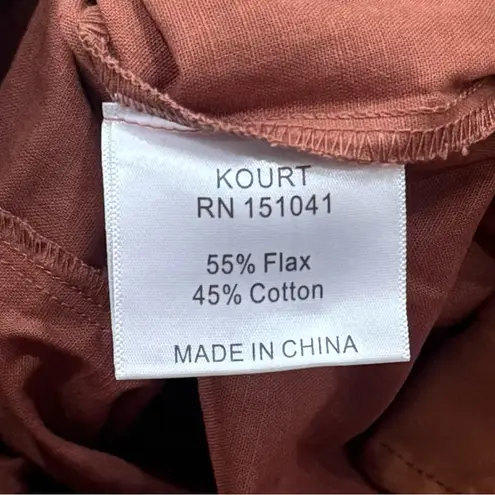 KOURT
RN 151041
55% Flax
45% Cotton
MADE IN CHINA